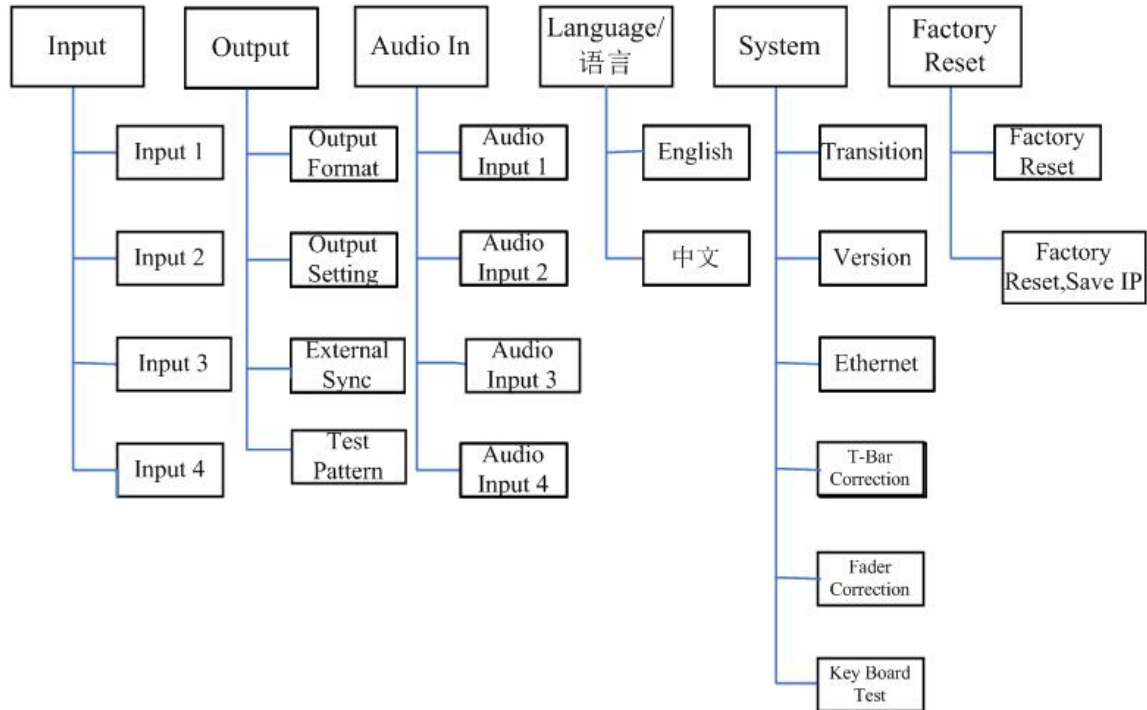 Input
Output
Audio In
Language/
语言
System
Factory
Reset
Input 1
Input 2
Input 3
Input 4
Output
Format
Output
Setting
External
Sync
Test
Pattern
Audio
Input 1
Audio
Input 2
Audio
Input 3
Audio
Input 4
English
中文
Transition
Version
Ethernet
T-Bar
Correction
Fader
Correction
Key Board
Test
Factory
Reset
Factory
Reset,Save IP